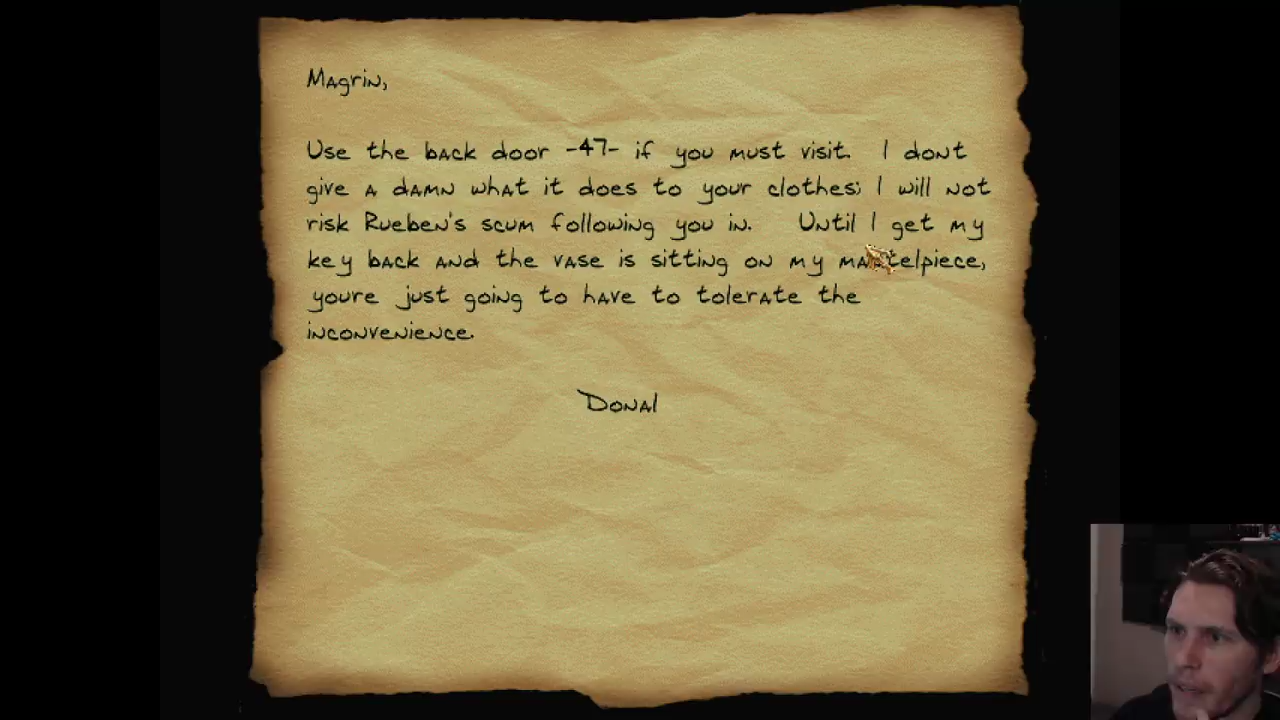 Magrin,
Use the back door -47- if you must visit. I dont
give a damn what it does to your clothes; I will not
risk Rueben's scum following you in. Until I get my
key back and the vase is sitting on my mantelpiece,
youre just going to have to tolerate the
inconvenience.
Donal